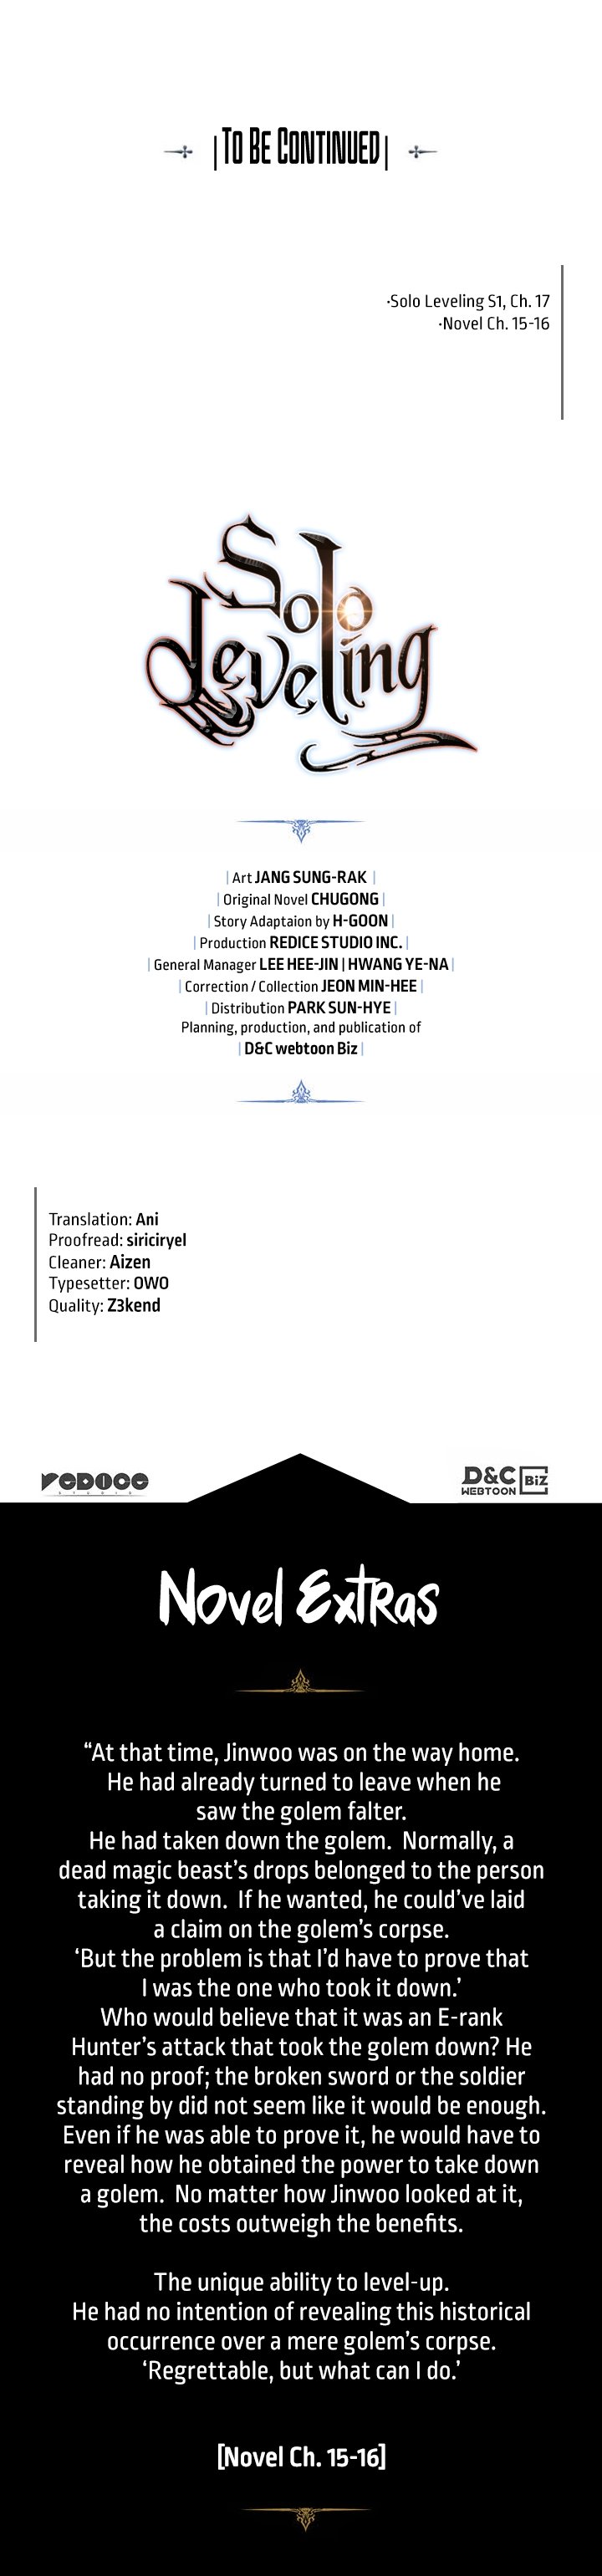 To Be Continued
·Solo Leveling S1, Ch. 17
·Novel Ch. 15-16
Solo
Leveling
| Art JANG SUNG-RAK |
| Original Novel CHUGONG |
| Story Adaptaion by H-GOON |
| Production REDICE STUDIO INC. |
| General Manager LEE HEE-JIN | HWANG YE-NA |
| Correction / Collection JEON MIN-HEE |
| Distribution PARK SUN-HYE |
Planning, production, and publication of
| D&C webtoon Biz |
Translation: Ani
Proofread: siriciryel
Cleaner: Aizen
Typesetter: OWO
Quality: Z3kend
REDICE
STUDIO
D&C
WEBTOON
BiZ
Novel Extras
“At that time, Jinwoo was on the way home.
He had already turned to leave when he
saw the golem falter.
He had taken down the golem. Normally, a
dead magic beast’s drops belonged to the person
taking it down. If he wanted, he could’ve laid
a claim on the golem’s corpse.
‘But the problem is that I’d have to prove that
I was the one who took it down.’
Who would believe that it was an E-rank
Hunter’s attack that took the golem down? He
had no proof; the broken sword or the soldier
standing by did not seem like it would be enough.
Even if he was able to prove it, he would have to
reveal how he obtained the power to take down
a golem. No matter how Jinwoo looked at it,
the costs outweigh the benefits.
The unique ability to level-up.
He had no intention of revealing this historical
occurrence over a mere golem’s corpse.
‘Regrettable, but what can I do.’
[Novel Ch. 15-16]